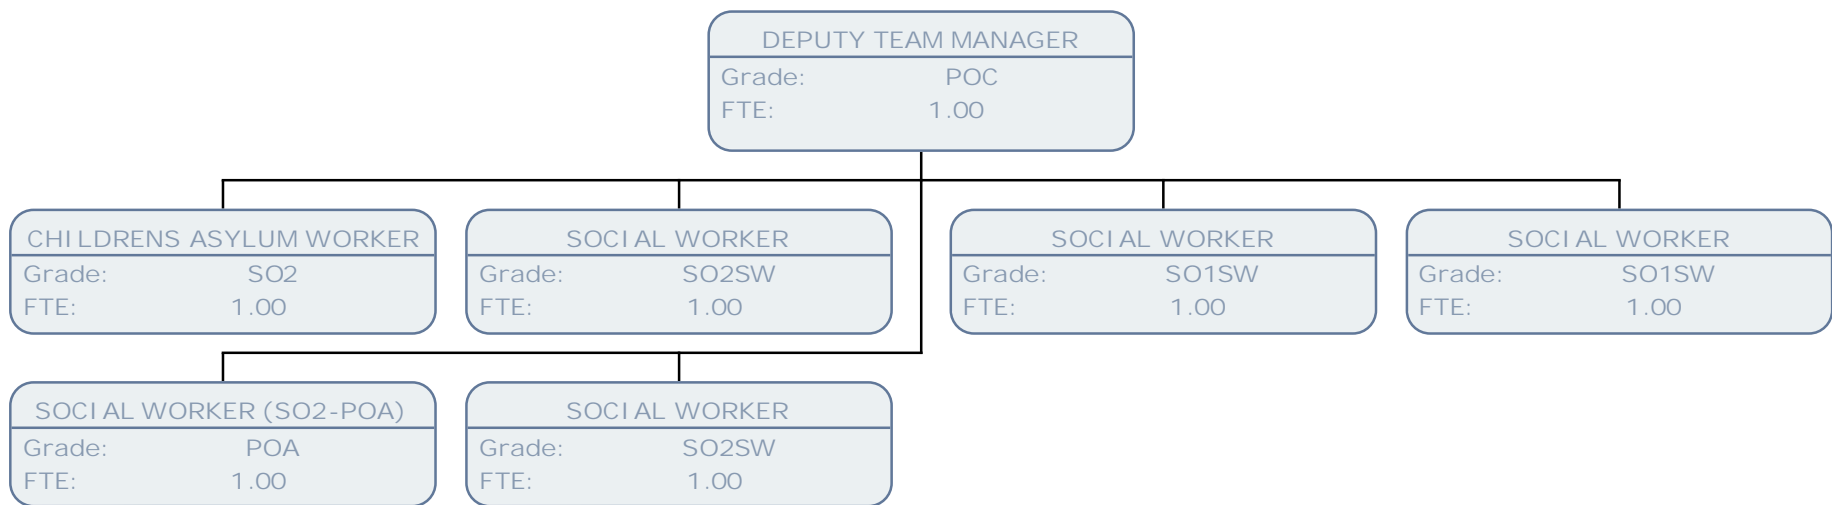 DEPUTY TEAM MANAGER
Grade: POC
FTE: 1.00
CHILDRENS ASYLUM WORKER
Grade: SO2
FTE: 1.00
SOCIAL WORKER
Grade: SO2SW
FTE: 1.00
SOCIAL WORKER
Grade: SO1SW
FTE: 1.00
SOCIAL WORKER
Grade: SO1SW
FTE: 1.00
SOCIAL WORKER (SO2-POA)
Grade: POA
FTE: 1.00
SOCIAL WORKER
Grade: SO2SW
FTE: 1.00